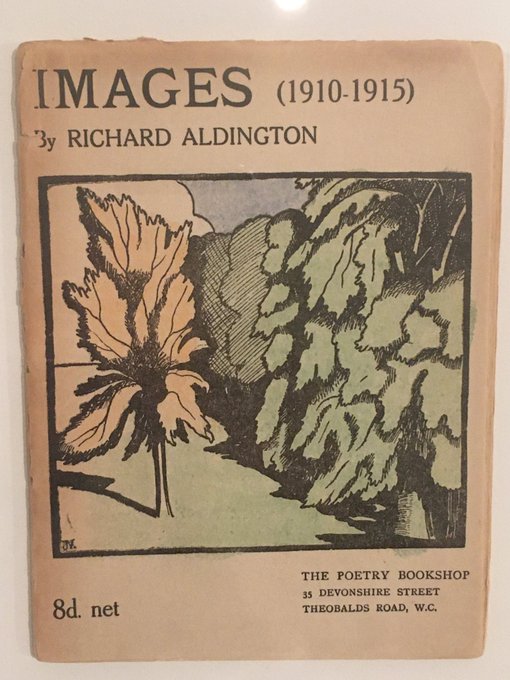 IMAGES (1910-1915)
By RICHARD ALDINGTON
8d. net
THE POETRY BOOKSHOP
35 DEVONSHIRE STREET
THEOBALDS ROAD, W.C.